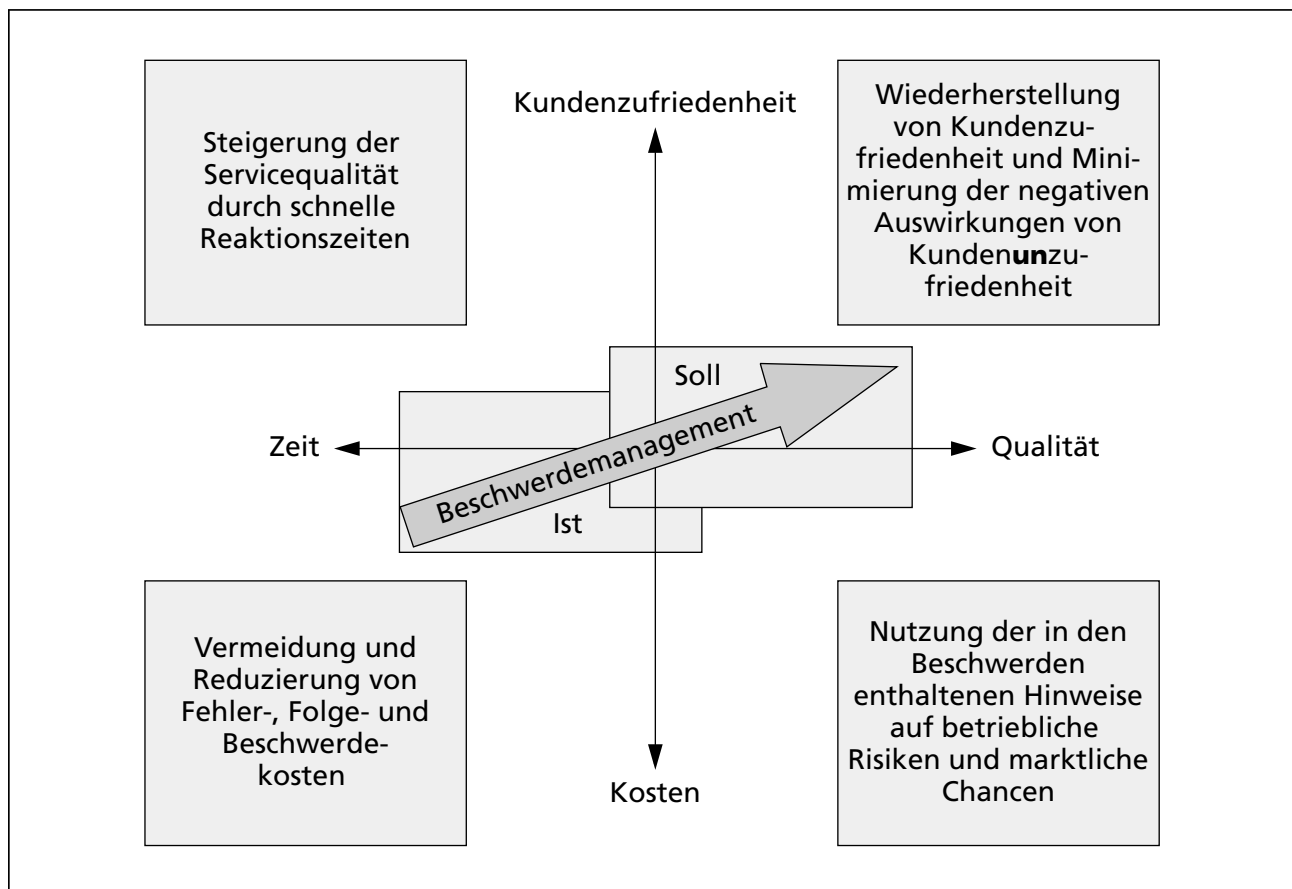 Steigerung der
Servicequalität
durch schnelle
Reaktionszeiten
Kundenzufriedenheit
Wiederherstellung
von Kundenzu-
friedenheit und Mini-
mierung der negativen
Auswirkungen von
Kundenunzu-
friedenheit
Soll
Zeit
Beschwerdemanagement
Qualität
Ist
Vermeidung und
Reduzierung von
Fehler-, Folge- und
Beschwerde-
kosten
Kosten
Nutzung der in den
Beschwerden
enthaltenen Hinweise
auf betriebliche
Risiken und marktliche
Chancen